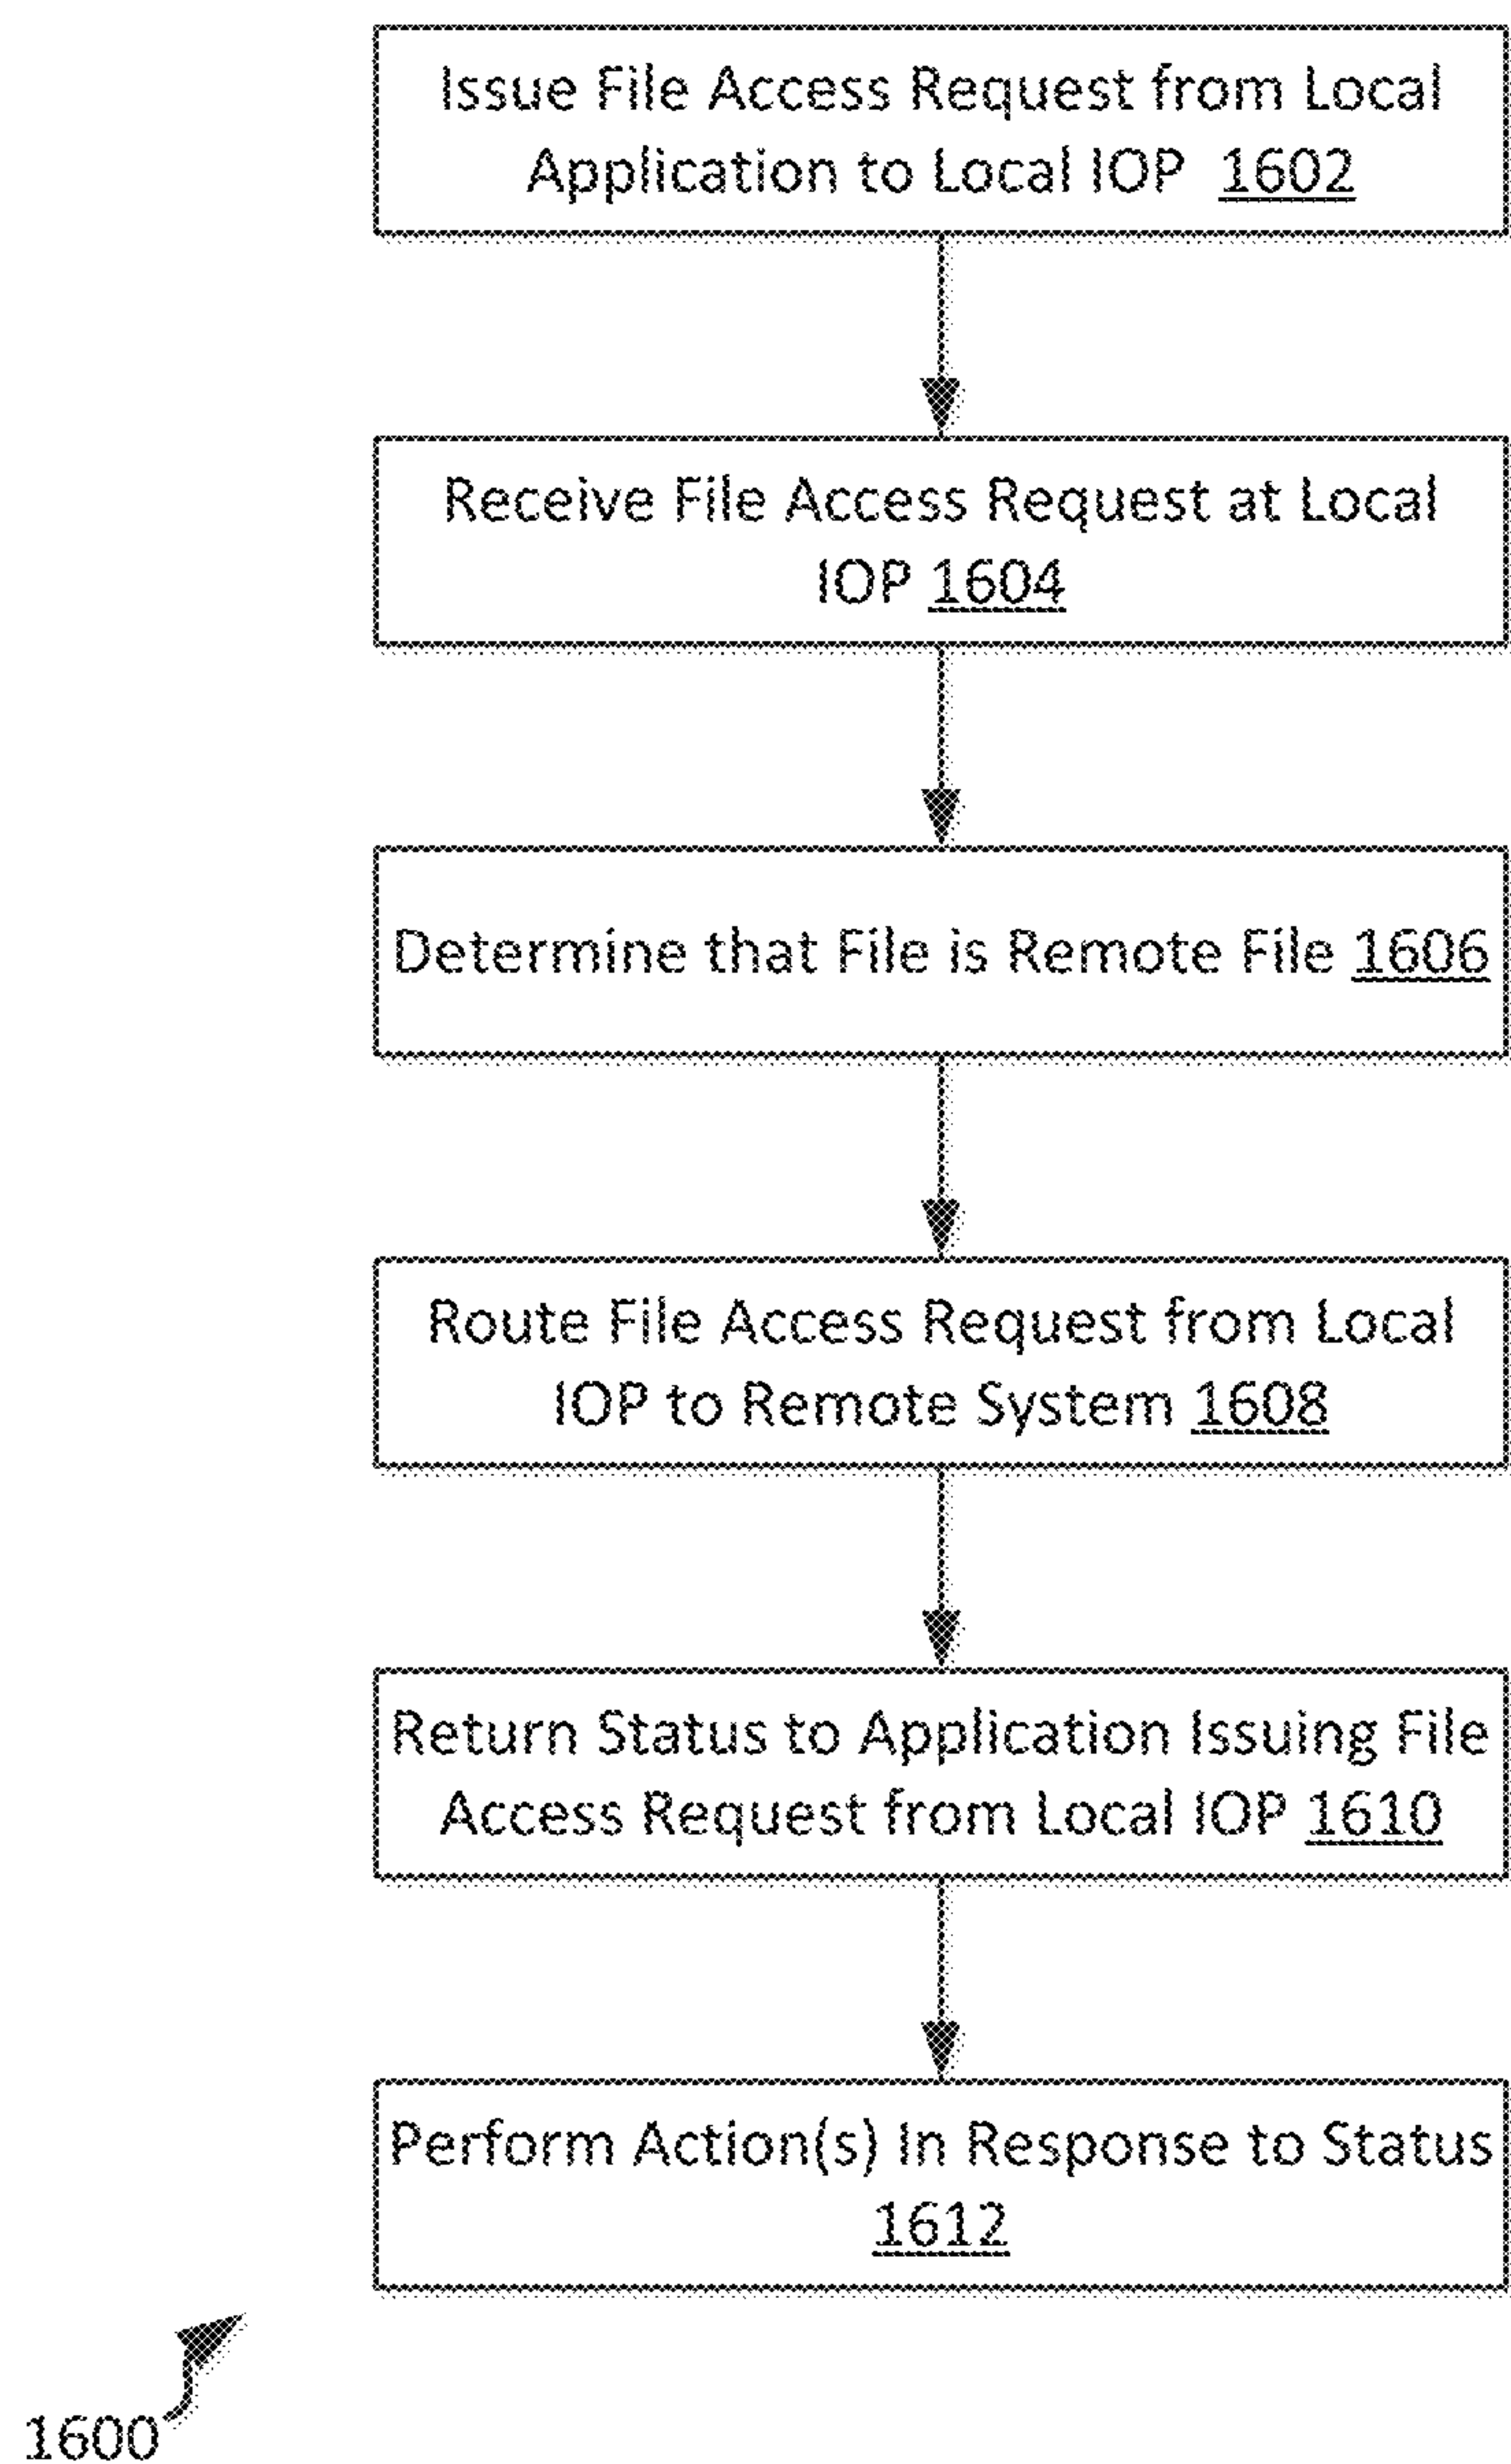 Issue File Access Request from Local
Application to Local IOP 1602
Receive File Access Request at Local
IOP 1604
Determine that File is Remote File 1606
Route File Access Request from Local
IOP to Remote System 1608
Return Status to Application Issuing File
Access Request from Local IOP 1610
Perform Action(s) In Response to Status
1612
1600